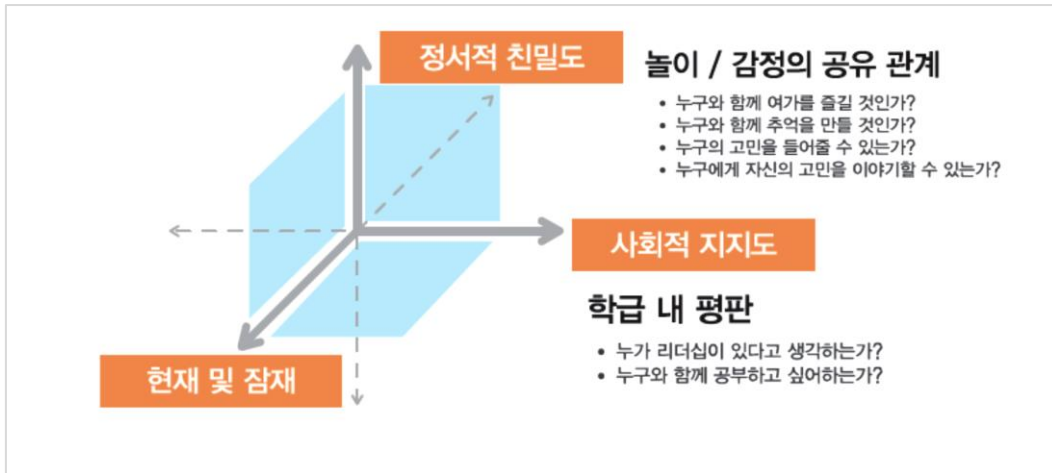 정서적 친밀도
놀이 / 감정의 공유 관계
• 누구와 함께 여가를 즐길 것인가?
• 누구와 함께 추억을 만들 것인가?
• 누구의 고민을 들어줄 수 있는가?
• 누구에게 자신의 고민을 이야기할 수 있는가?
사회적 지지도
학급 내 평판
• 누가 리더십이 있다고 생각하는가?
• 누구와 함께 공부하고 싶어하는가?
현재 및 잠재